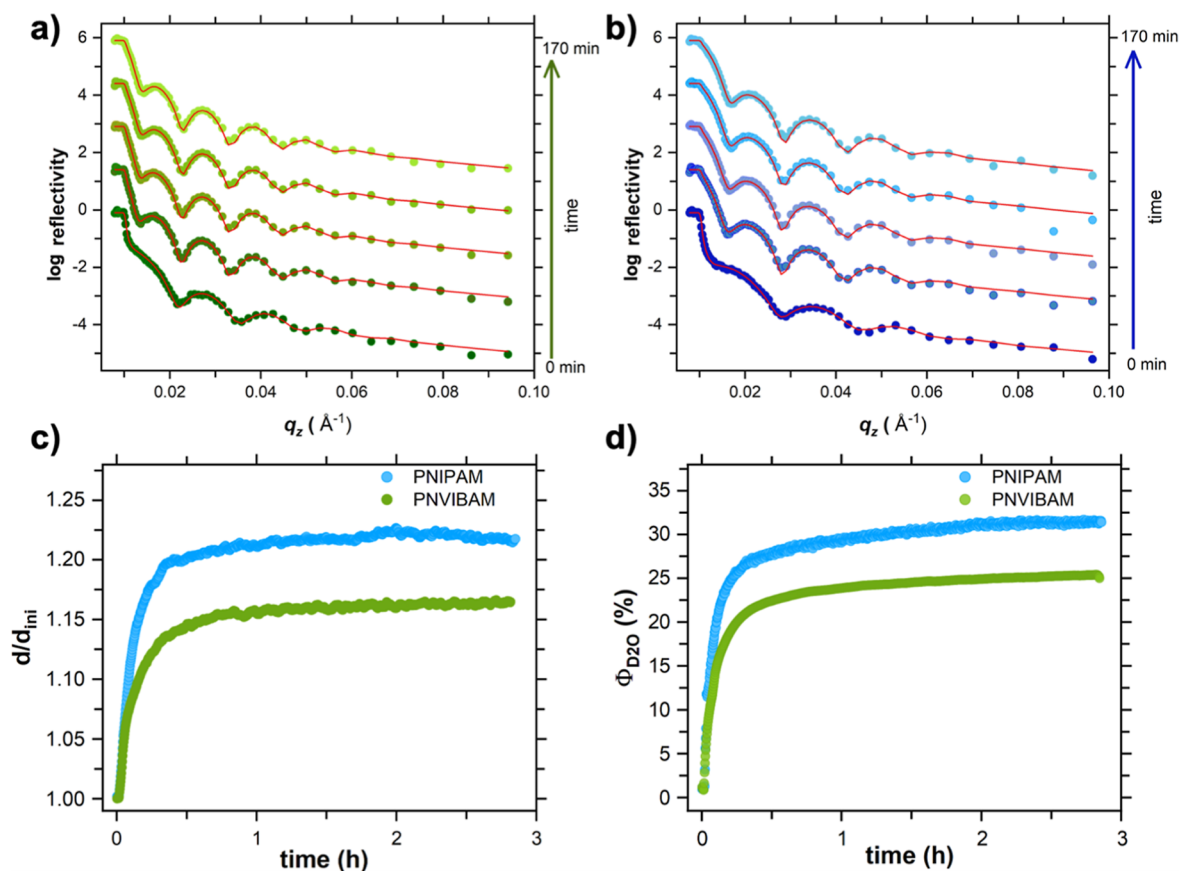 a)
b)
6
4
2
0
-2
-4
log reflectivity
0.02
0.04
0.06
0.08
0.10
qz ( Å-1)
170 min
time
0 min
6
4
2
0
-2
-4
log reflectivity
0.02
0.04
0.06
0.08
0.10
qz ( Å-1)
170 min
time
0 min
c)
d)
PNIPAM
PNVIBAM
1.25
1.20
1.15
1.10
1.05
1.00
d/dini
0
1
2
3
time (h)
PNIPAM
PNVIBAM
35
30
25
20
15
10
5
0
ΦD2O (%)
0
1
2
3
time (h)